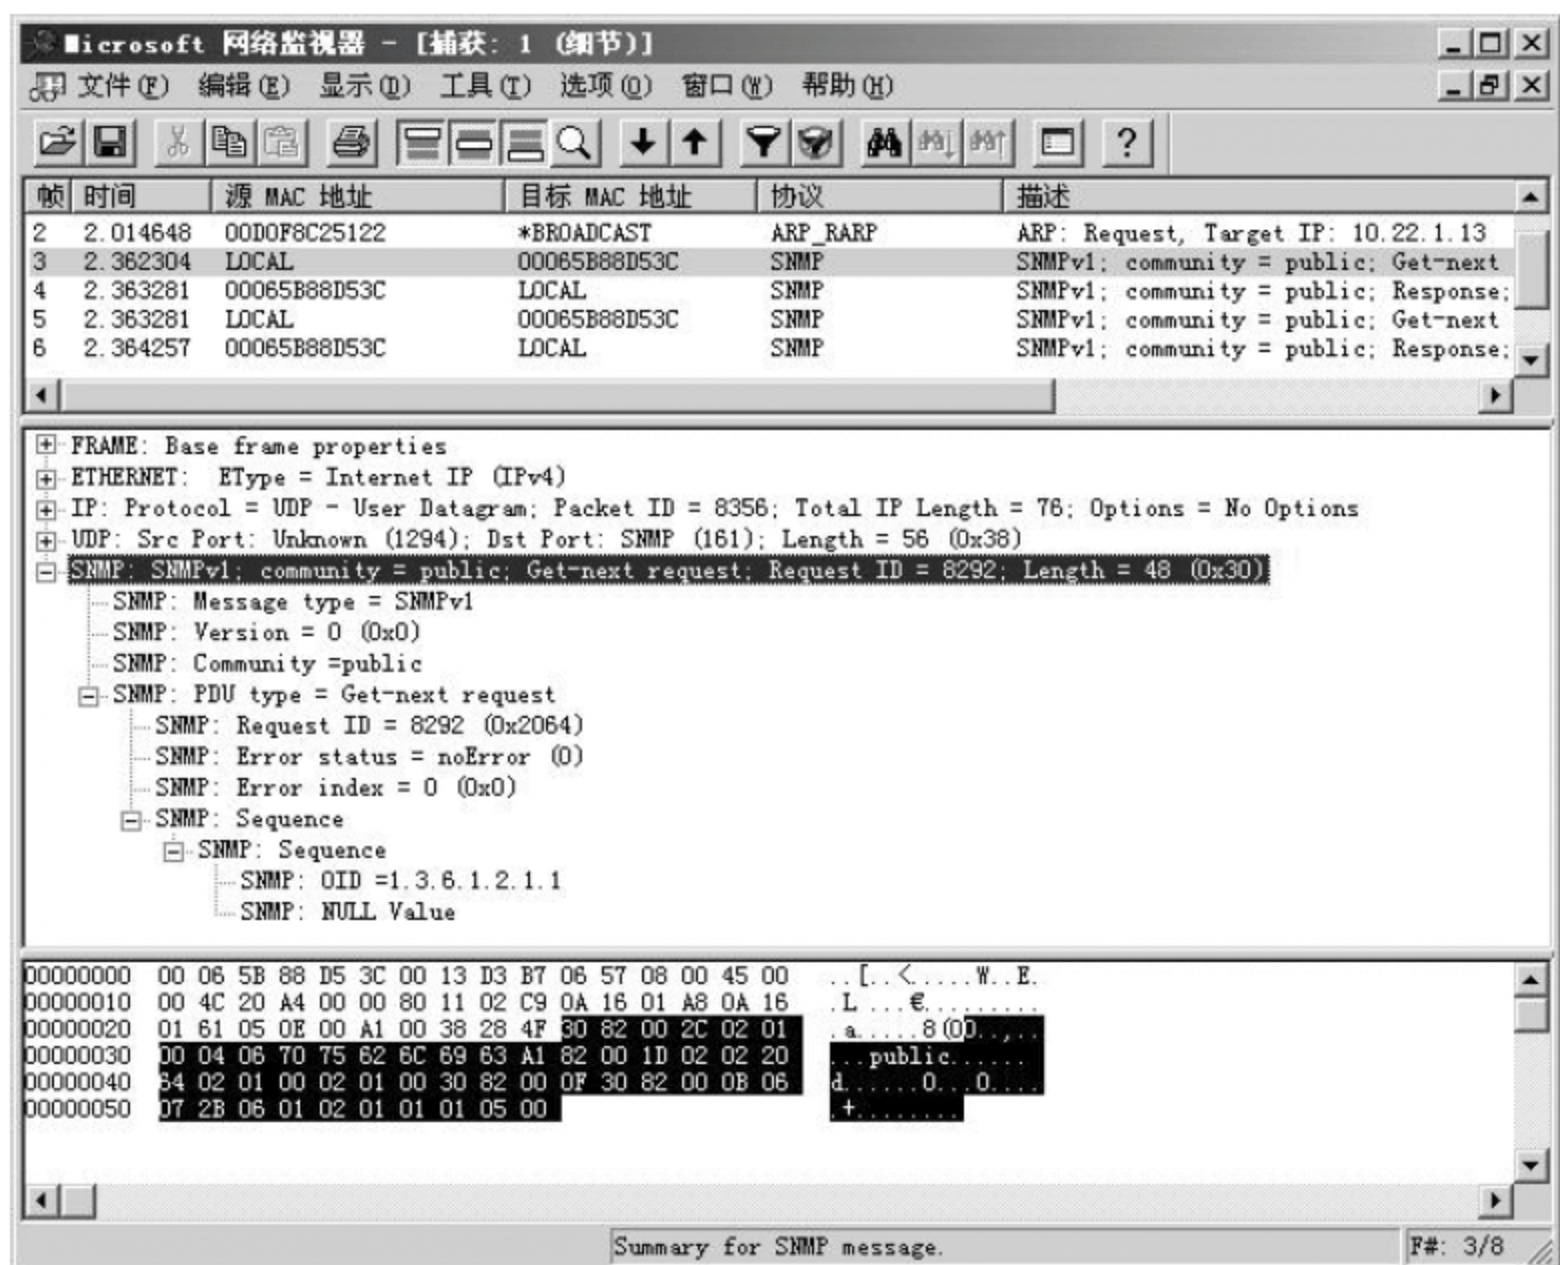 Microsoft 网络监视器 - [捕获: 1 (细节)]
文件(F) 编辑(E) 显示(D) 工具(T) 选项(O) 窗口(W) 帮助(H)
帧 时间 源 MAC 地址 目标 MAC 地址 协议 描述
2 2.014648 00D0F8C25122 *BROADCAST ARP_RARP ARP: Request, Target IP: 10.22.1.13
3 2.362304 LOCAL 00065B88D53C SNMP SNMPv1; community = public; Get-next
4 2.363281 00065B88D53C LOCAL SNMP SNMPv1; community = public; Response;
5 2.363281 LOCAL 00065B88D53C SNMP SNMPv1; community = public; Get-next
6 2.364257 00065B88D53C LOCAL SNMP SNMPv1; community = public; Response;
FRAME: Base frame properties
ETHERNET: EType = Internet IP (IPv4)
IP: Protocol = UDP - User Datagram; Packet ID = 8356; Total IP Length = 76; Options = No Options
UDP: Src Port: Unknown (1294); Dst Port: SNMP (161); Length = 56 (0x38)
SNMP: SNMPv1; community = public; Get-next request; Request ID = 8292; Length = 48 (0x30)
SNMP: Message type = SNMPv1
SNMP: Version = 0 (0x0)
SNMP: Community =public
SNMP: PDU type = Get-next request
SNMP: Request ID = 8292 (0x2064)
SNMP: Error status = noError (0)
SNMP: Error index = 0 (0x0)
SNMP: Sequence
SNMP: Sequence
SNMP: OID =1.3.6.1.2.1.1
SNMP: NULL Value
00000000 00 06 5B 88 D5 3C 00 13 D3 B7 06 57 08 00 45 00 ..[..<.....W..E.
00000010 00 4C 20 A4 00 00 80 11 02 C9 0A 16 01 A8 0A 16 .L ...€.........
00000020 01 61 05 0E 00 A1 00 38 28 4F 30 82 00 2C 02 01 .a.....8(O0..,..
00000030 00 04 06 70 75 62 6C 69 63 A1 82 00 1D 02 02 20 ...public.......
00000040 64 02 01 00 02 01 00 30 82 00 0F 30 82 00 0B 06 d......0...0....
00000050 07 2B 06 01 02 01 01 01 05 00 .+........
Summary for SNMP message. F#: 3/8